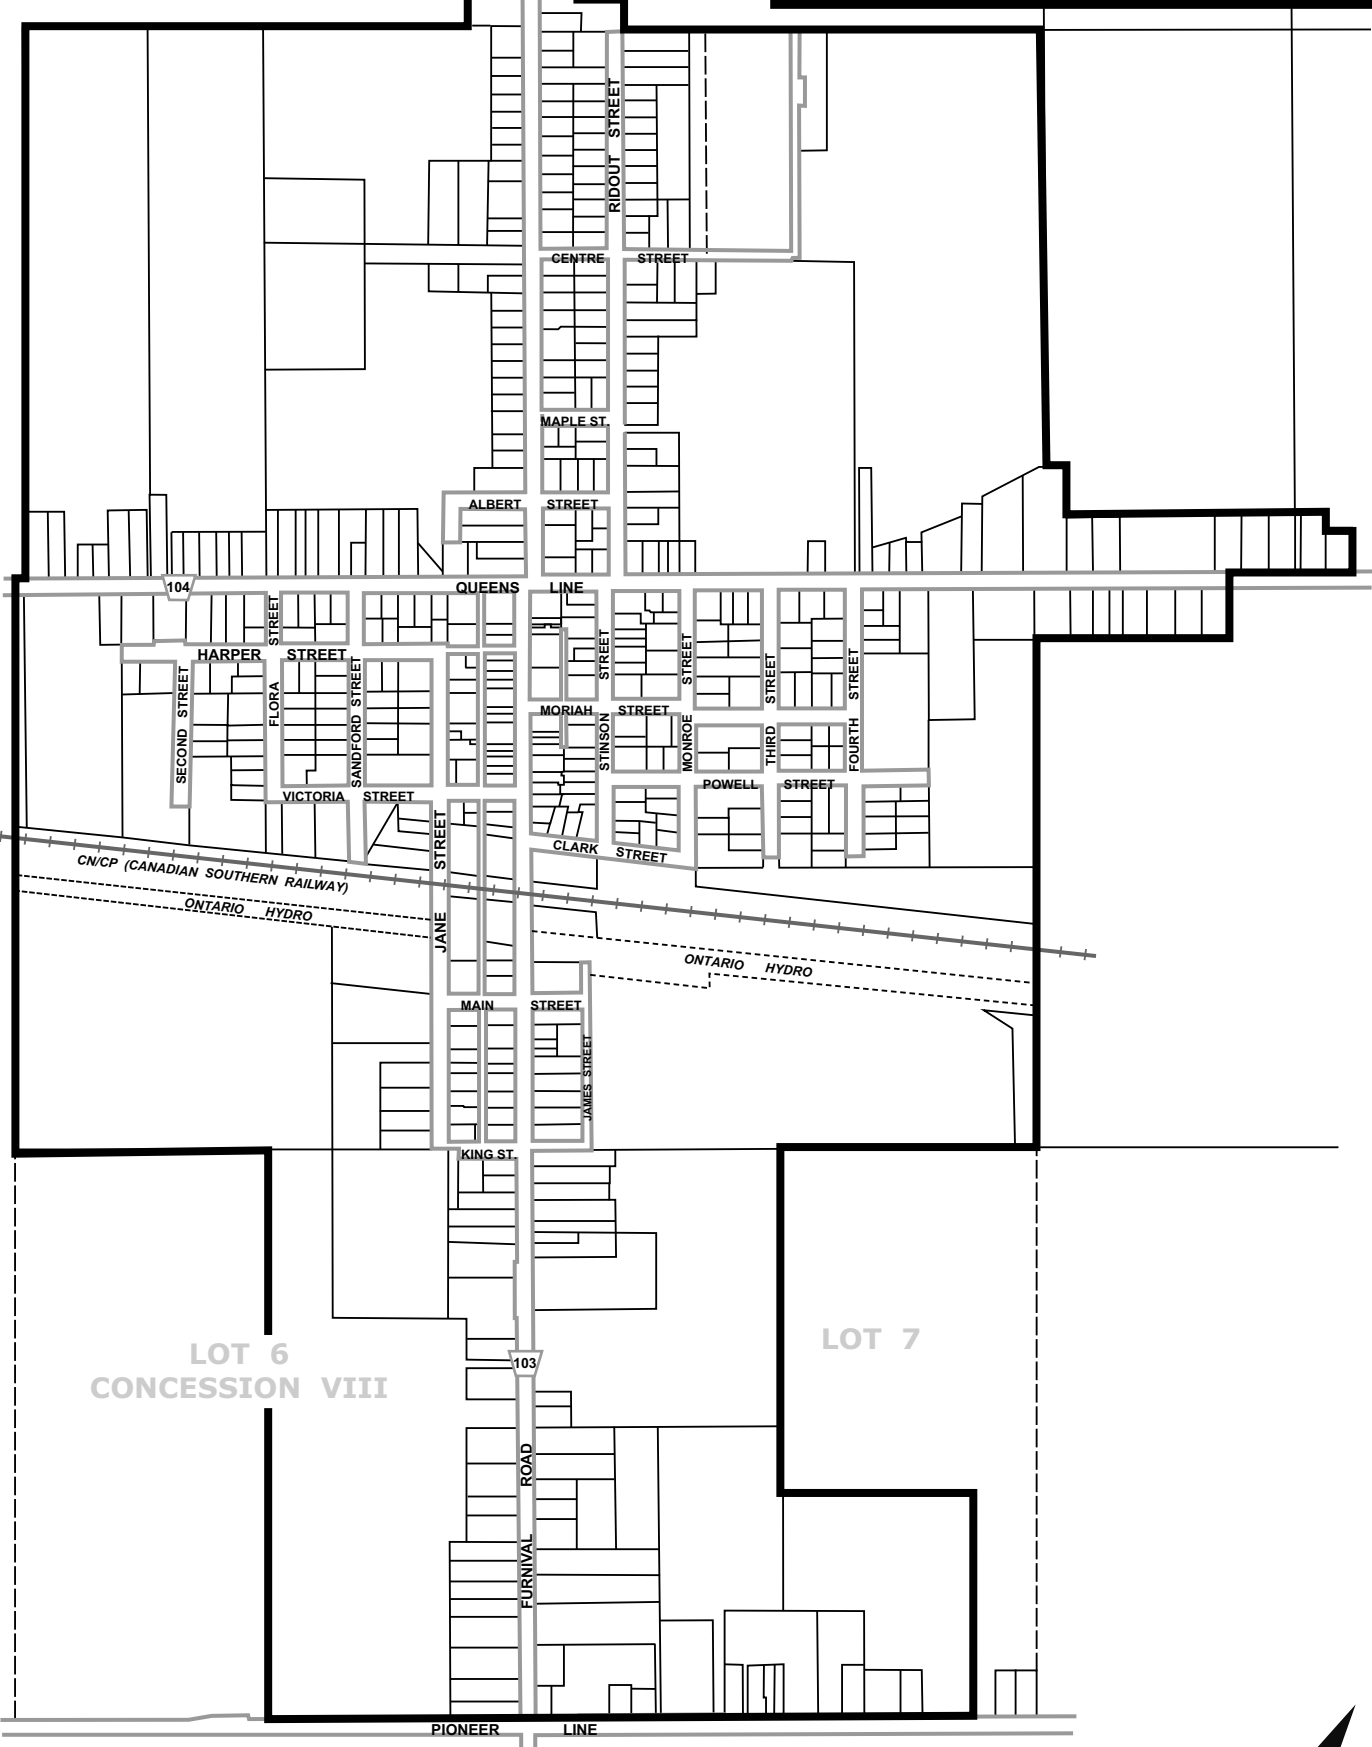 RIDOUT STREET
CENTRE STREET
MAPLE ST.
ALBERT STREET
104
QUEENS LINE
HARPER STREET
SECOND STREET
FLORA STREET
SANDFORD STREET
STINSON STREET
MONROE STREET
THIRD STREET
FOURTH STREET
MORIAH STREET
POWELL STREET
VICTORIA STREET
JANE STREET
CLARK STREET
CN/CP (CANADIAN SOUTHERN RAILWAY)
ONTARIO HYDRO
ONTARIO HYDRO
MAIN STREET
JAMES STREET
KING ST.
LOT 6
CONCESSION VIII
LOT 7
103
FURNIVAL ROAD
PIONEER LINE